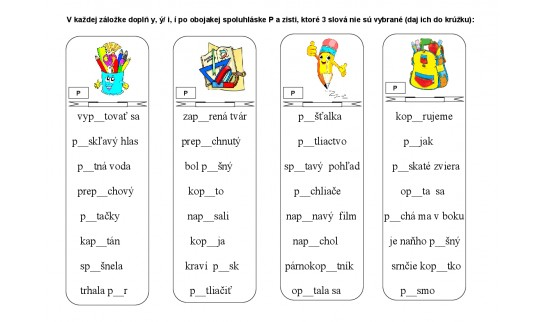 V každej záložke doplň y, ý/ i, í po obojakej spoluhláske P a zisti, ktoré 3 slová nie sú vybrané (daj ich do krúžku):
P
vyp__tovať sa
p__skľavý hlas
p__tná voda
prep__chový
p__tačky
kap__tán
sp__šnela
trhala p__r
P
zap__rená tvár
prep__chnutý
bol p__šný
kop__to
nap__sali
kop__ja
kraví p__sk
p__tliačiť
P
p__šťalka
p__tliactvo
sp__tavý pohľad
p__chliače
nap__navý film
nap__chol
párnokop__tník
op__tala sa
P
kop__rujeme
p__jak
p__skaté zviera
op__ta sa
p__chá ma v boku
je naňho p__šný
srnčie kop__tko
p__smo